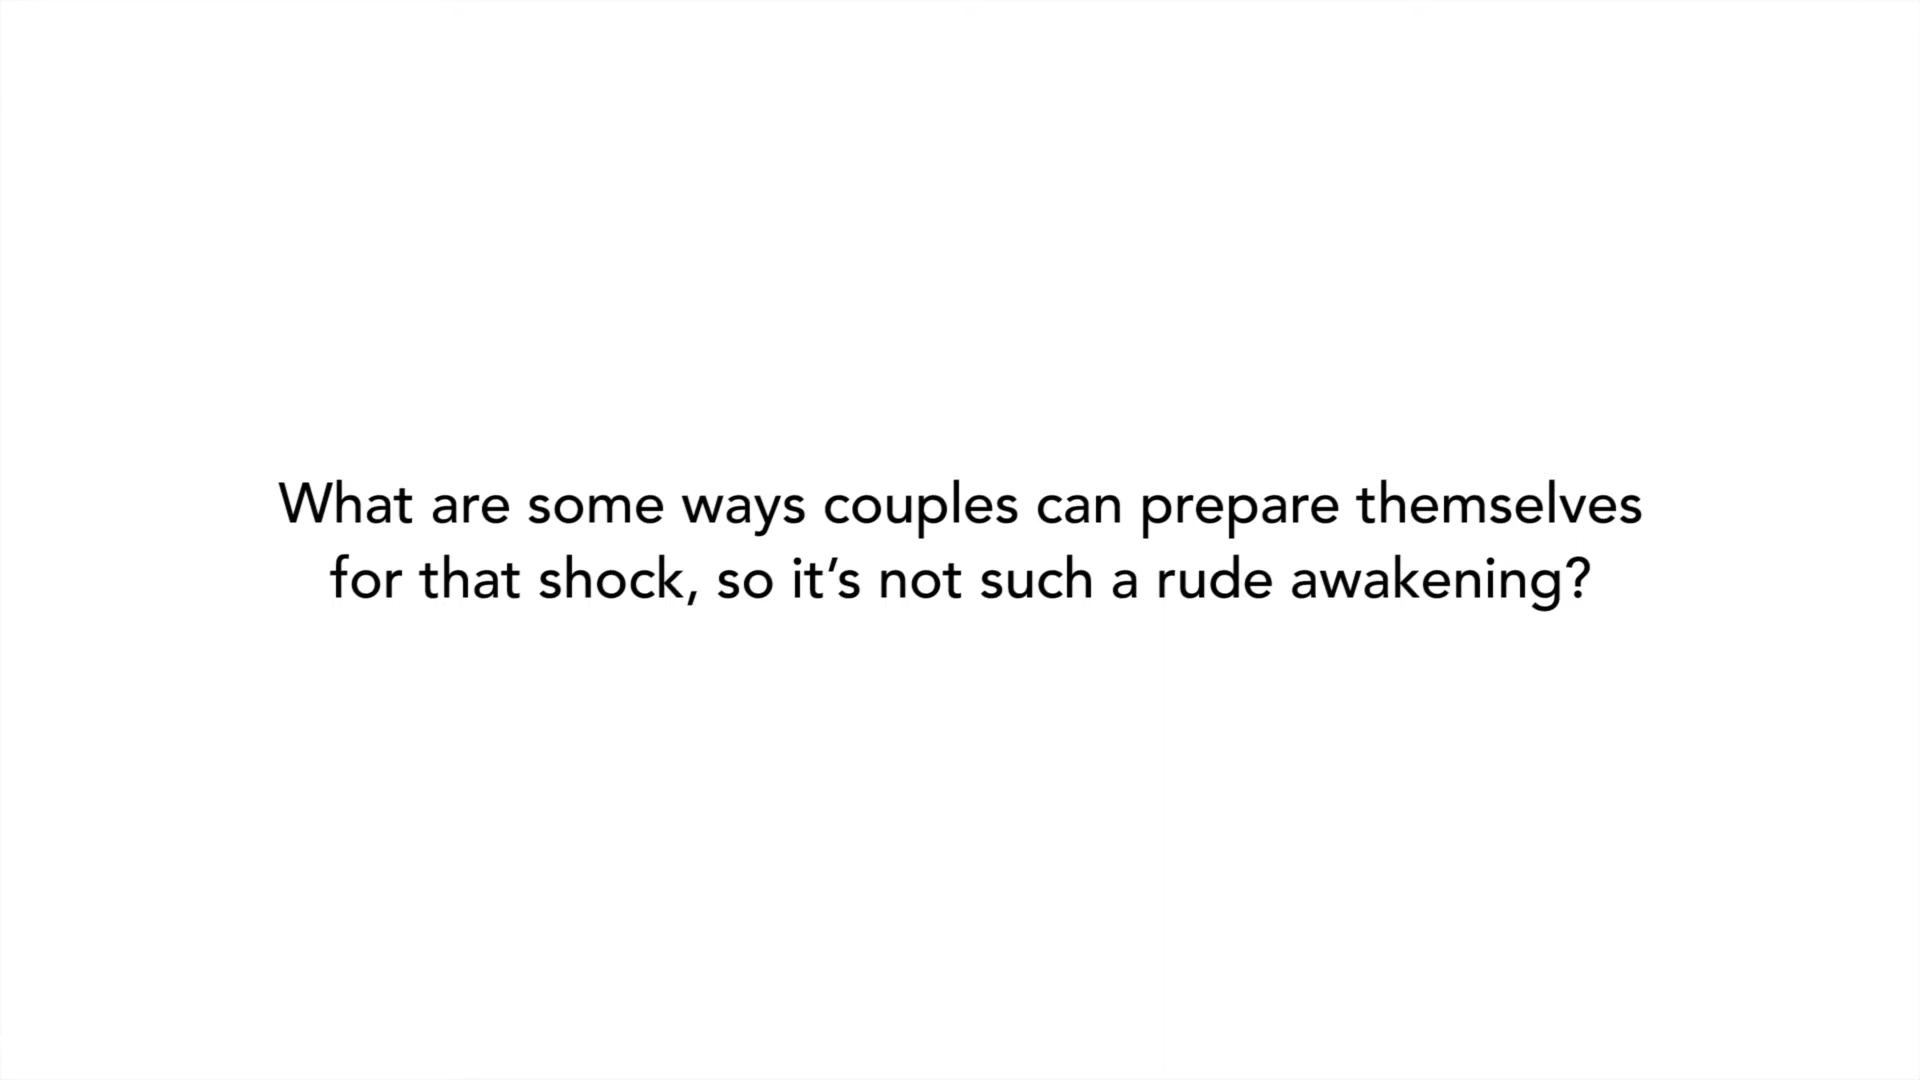 What are some ways couples can prepare themselves
for that shock, so it’s not such a rude awakening?